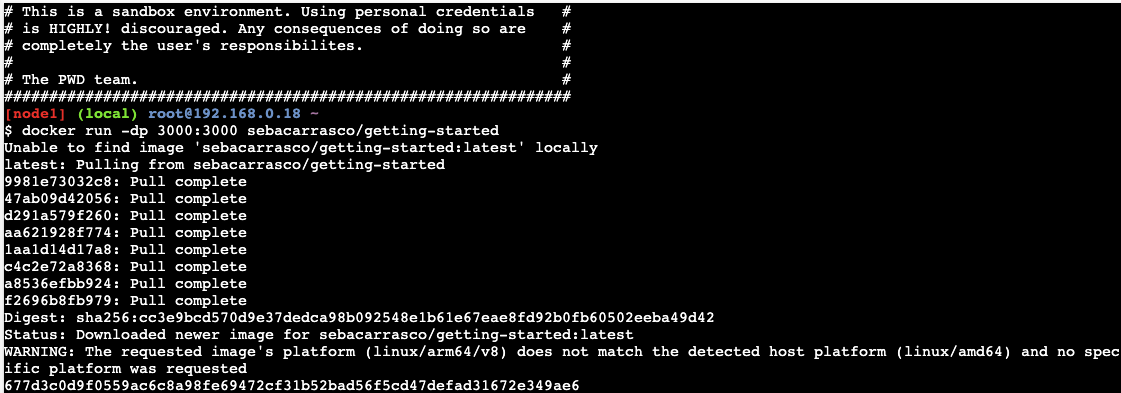 # This is a sandbox environment. Using personal credentials #
# is HIGHLY! discouraged. Any consequences of doing so are #
# completely the user's responsibilites. #
# #
# The PWD team. #
###############################################################
[node1] (local) root@192.168.0.18 ~
$ docker run -dp 3000:3000 sebacarrasco/getting-started
Unable to find image 'sebacarrasco/getting-started:latest' locally
latest: Pulling from sebacarrasco/getting-started
9981e73032c8: Pull complete
47ab09d42056: Pull complete
d291a579f260: Pull complete
aa621928f774: Pull complete
1aa1d14d17a8: Pull complete
c4c2e72a8368: Pull complete
a8536efbb924: Pull complete
f2696b8fb979: Pull complete
Digest: sha256:cc3e9bcd570d9e37dedca98b092548e1b61e67eae8fd92b0fb60502eeba49d42
Status: Downloaded newer image for sebacarrasco/getting-started:latest
WARNING: The requested image's platform (linux/arm64/v8) does not match the detected host platform (linux/amd64) and no spec
ific platform was requested
677d3c0d9f0559ac6c8a98fe69472cf31b52bad56f5cd47defad31672e349ae6